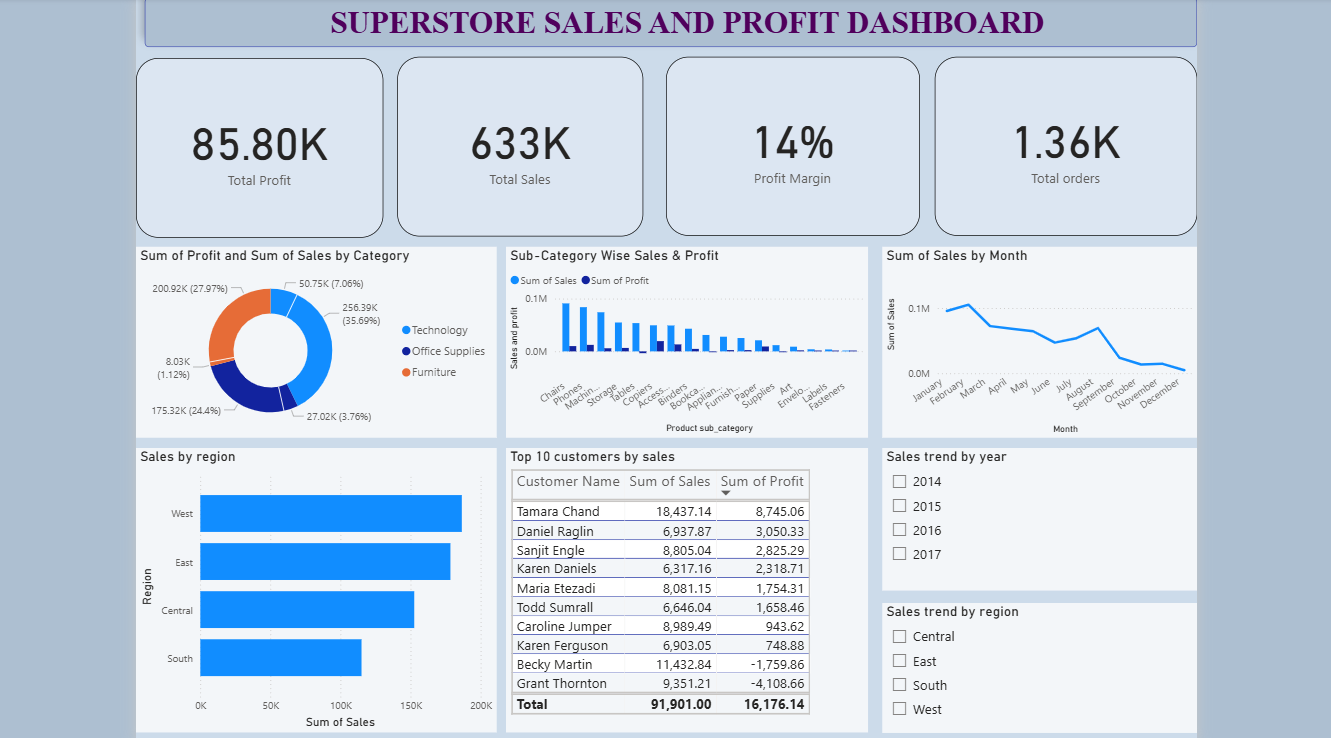 SUPERSTORE SALES AND PROFIT DASHBOARD
85.80K
Total Profit
633K
Total Sales
14%
Profit Margin
1.36K
Total orders
Sum of Profit and Sum of Sales by Category
200.92K (27.97%)
50.75K (7.06%)
256.39K
(35.69%)
8.03K
(1.12%)
175.32K (24.4%)
27.02K (3.76%)
Technology
Office Supplies
Furniture
Sub-Category Wise Sales & Profit
Sum of Sales Sum of Profit
Sales and profit
0.1M
0.0M
Chairs
Phones
Machin...
Storage
Tables
Copiers
Access...
Binders
Bookca...
Applian...
Furnish...
Paper
Supplies
Art
Envelo...
Labels
Fasteners
Product sub_category
Sum of Sales by Month
Sum of Sales
0.1M
0.0M
January
February
March
April
May
June
July
August
September
October
November
December
Month
Sales by region
Region
West
East
Central
South
0K 50K 100K 150K 200K
Sum of Sales
Top 10 customers by sales
Customer Name Sum of Sales Sum of Profit
Tamara Chand 18,437.14 8,745.06
Daniel Raglin 6,937.87 3,050.33
Sanjit Engle 8,805.04 2,825.29
Karen Daniels 6,317.16 2,318.71
Maria Etezadi 8,081.15 1,754.31
Todd Sumrall 6,646.04 1,658.46
Caroline Jumper 8,989.49 943.62
Karen Ferguson 6,903.05 748.88
Becky Martin 11,432.84 -1,759.86
Grant Thornton 9,351.21 -4,108.66
Total 91,901.00 16,176.14
Sales trend by year
2014
2015
2016
2017
Sales trend by region
Central
East
South
West